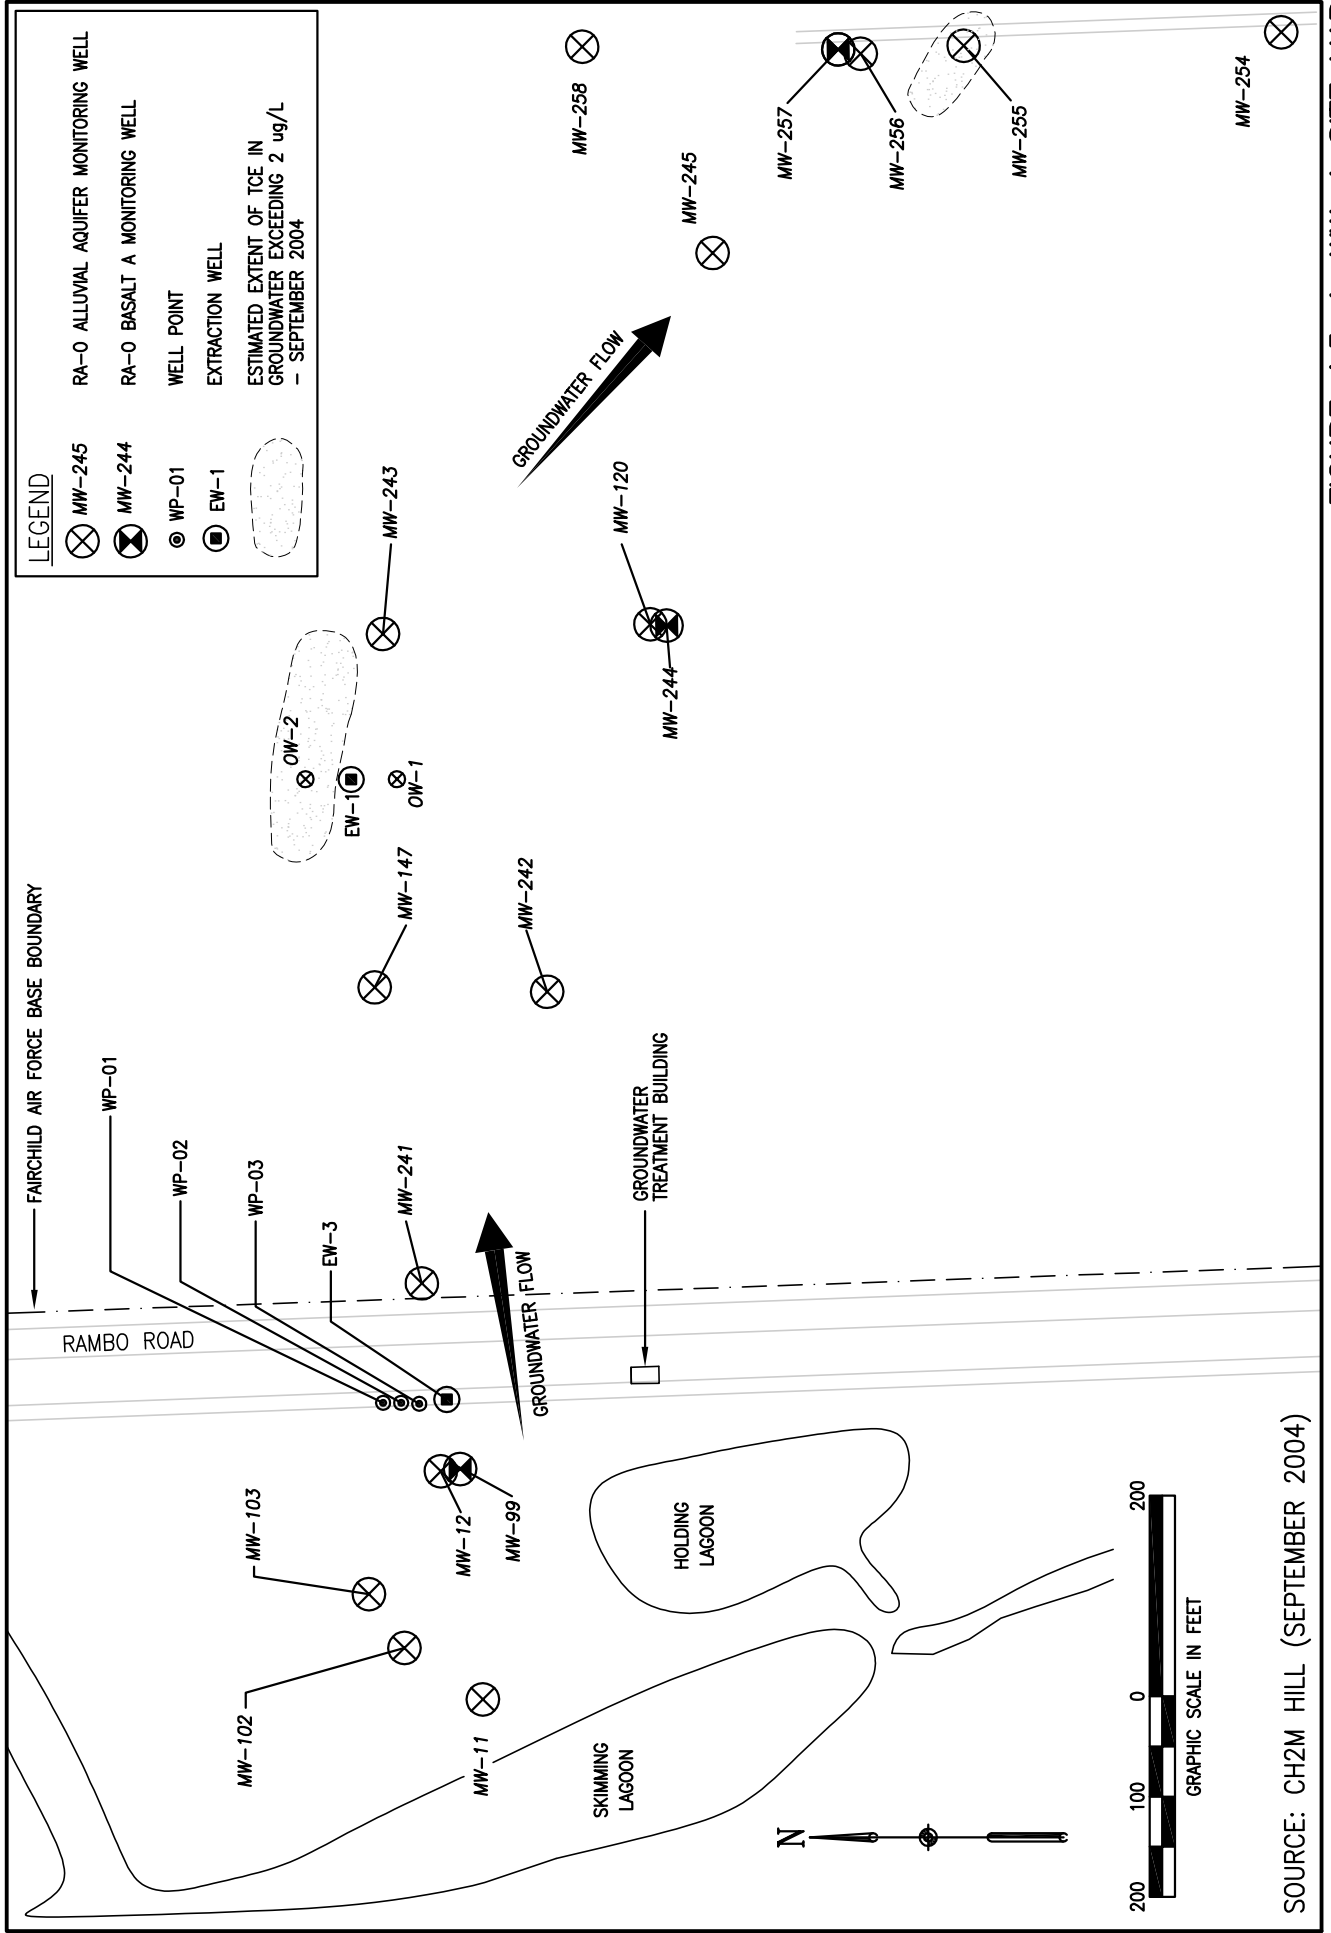 LEGEND
MW-245 RA-O ALLUVIAL AQUIFER MONITORING WELL
MW-244 RA-O BASALT A MONITORING WELL
WP-01 WELL POINT
EW-1 EXTRACTION WELL
ESTIMATED EXTENT OF TCE IN
GROUNDWATER EXCEEDING 2 ug/L
- SEPTEMBER 2004
FAIRCHILD AIR FORCE BASE BOUNDARY
RAMBO ROAD
WP-01
WP-02
WP-03
EW-3
MW-241
MW-103
MW-102
MW-12
MW-99
MW-11
GROUNDWATER FLOW
MW-147
MW-242
OW-2
EW-1
OW-1
MW-243
MW-120
MW-244
GROUNDWATER FLOW
MW-245
MW-258
MW-257
MW-256
MW-255
MW-254
GROUNDWATER
TREATMENT BUILDING
HOLDING
LAGOON
SKIMMING
LAGOON
N
200 100 0 200
GRAPHIC SCALE IN FEET
SOURCE: CH2M HILL (SEPTEMBER 2004)